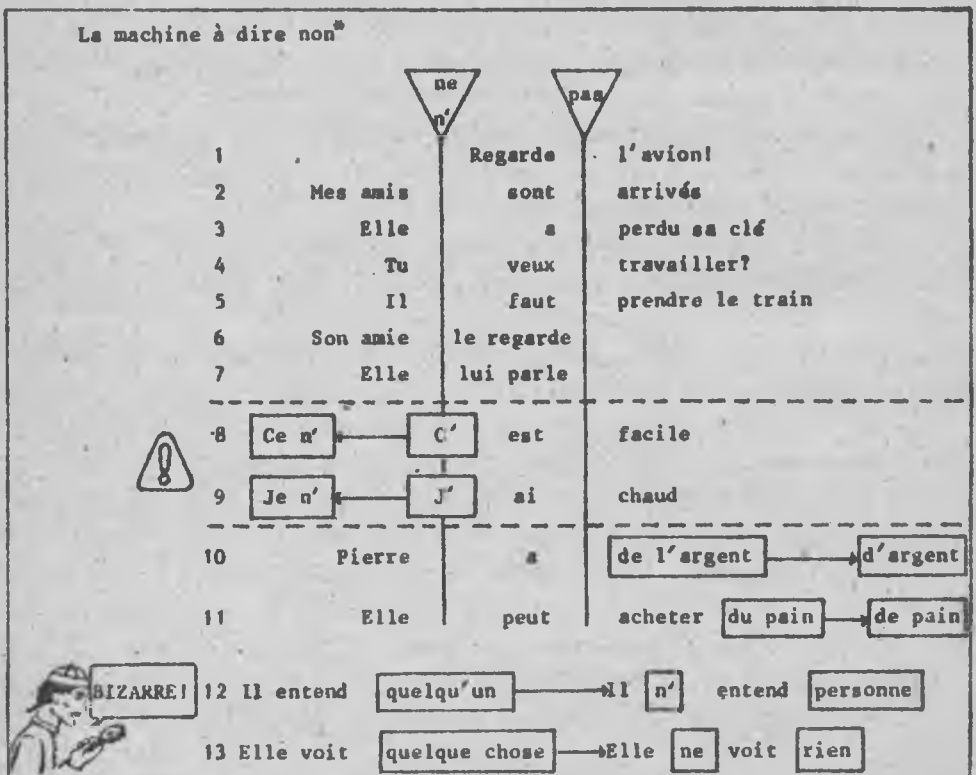 La machine à dire non*
ne pas
n'
1 Regarde l'avion!
2 Mes amis sont arrivés
3 Elle a perdu sa clé
4 Tu veux travailler?
5 Il faut prendre le train
6 Son amie le regarde
7 Elle lui parle
8 Ce n' C' est facile
9 Je n' J' ai chaud
10 Pierre a de l'argent d'argent
11 Elle peut acheter du pain de pain
BIZARRE! 12 Il entend quelqu'un Il n' entend personne
13 Elle voit quelque chose Elle ne voit rien